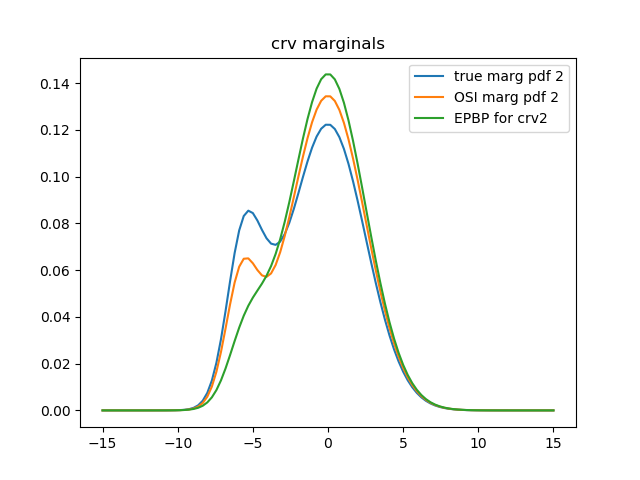 crv marginals
true marg pdf 2
OSI marg pdf 2
EPBP for crv2
0.14
0.12
0.10
0.08
0.06
0.04
0.02
0.00
−15 −10 −5 0 5 10 15